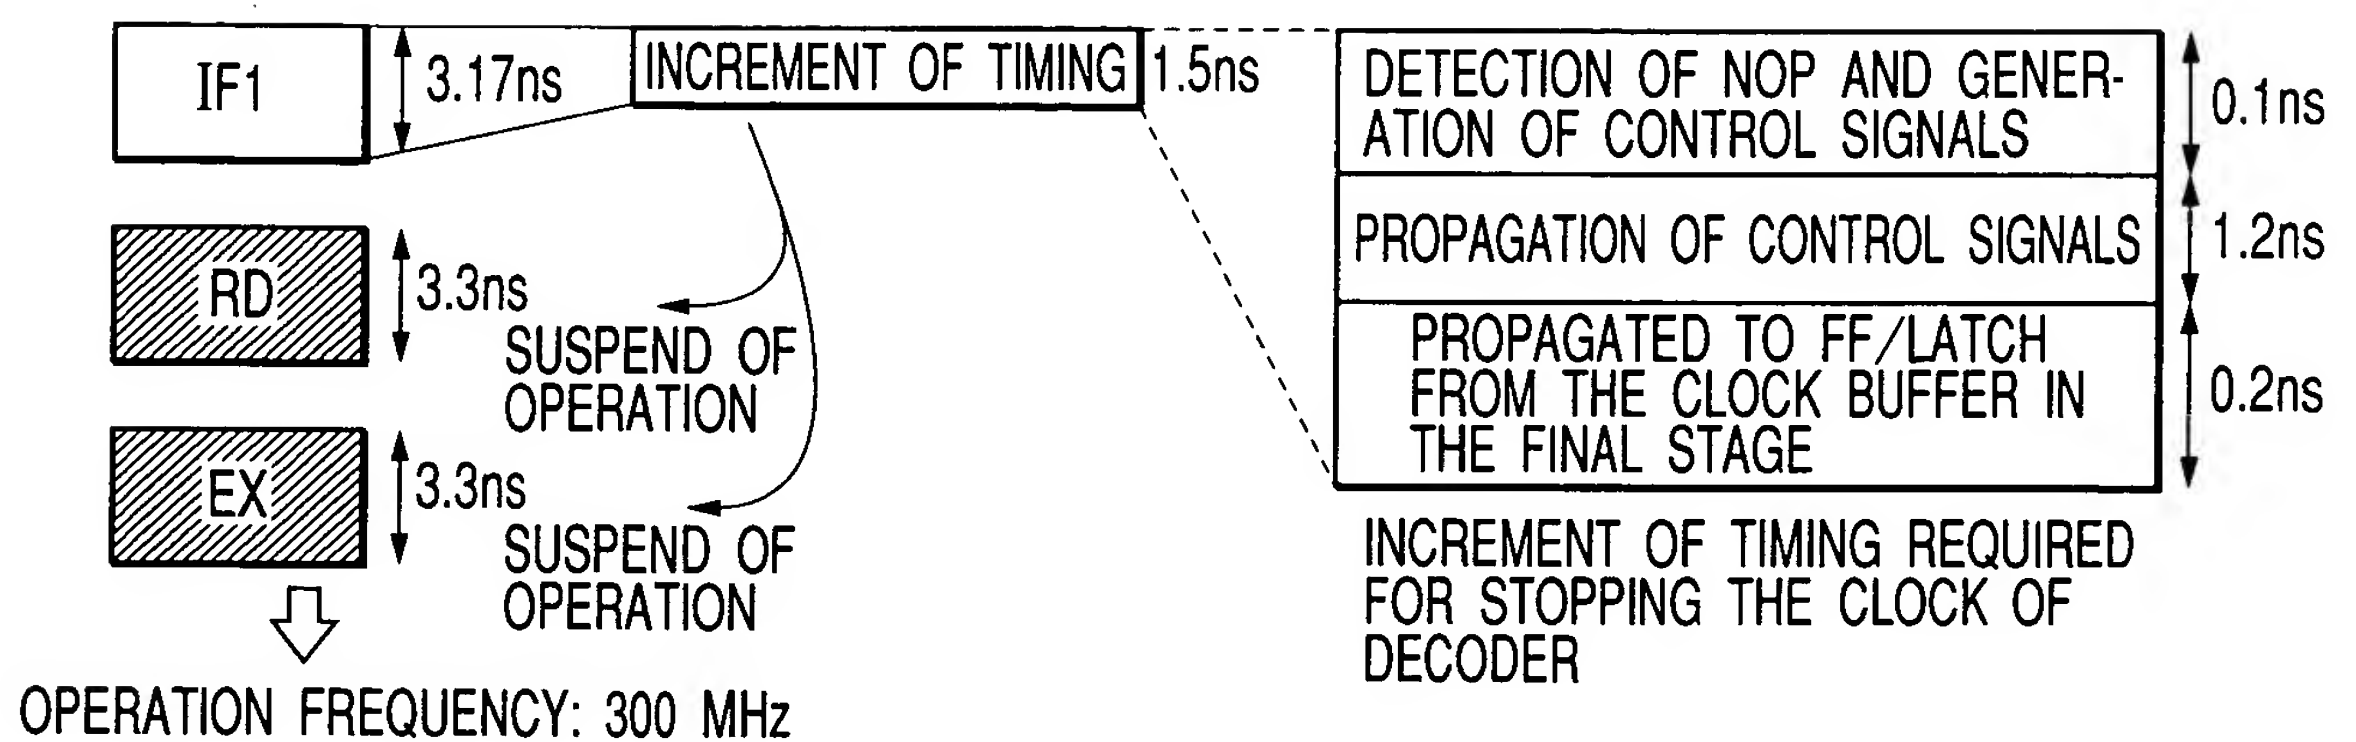 IF1
3.17ns
INCREMENT OF TIMING
1.5ns
DETECTION OF NOP AND GENER-
ATION OF CONTROL SIGNALS
0.1ns
PROPAGATION OF CONTROL SIGNALS
1.2ns
PROPAGATED TO FF/LATCH
FROM THE CLOCK BUFFER IN
THE FINAL STAGE
0.2ns
RD
3.3ns
SUSPEND OF
OPERATION
EX
3.3ns
SUSPEND OF
OPERATION
INCREMENT OF TIMING REQUIRED
FOR STOPPING THE CLOCK OF
DECODER
OPERATION FREQUENCY: 300 MHz